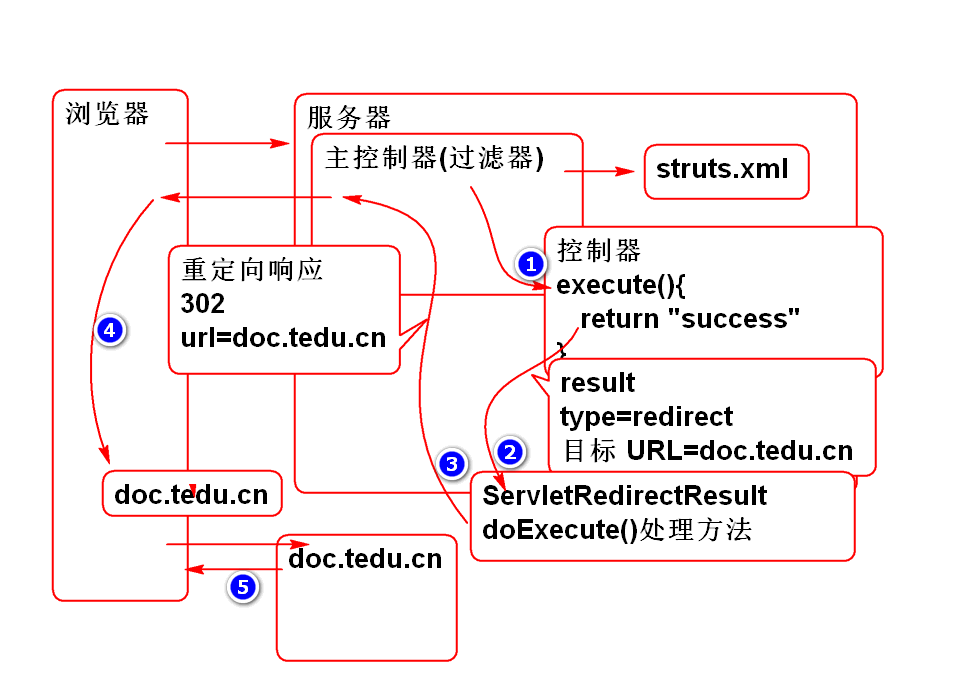 浏览器
服务器
主控制器(过滤器)
struts.xml
控制器
execute(){
return "success"
}
1
重定向响应
302
url=doc.tedu.cn
4
result
type=redirect
目标 URL=doc.tedu.cn
3
2
ServletRedirectResult
doExecute()处理方法
doc.tedu.cn
doc.tedu.cn
5